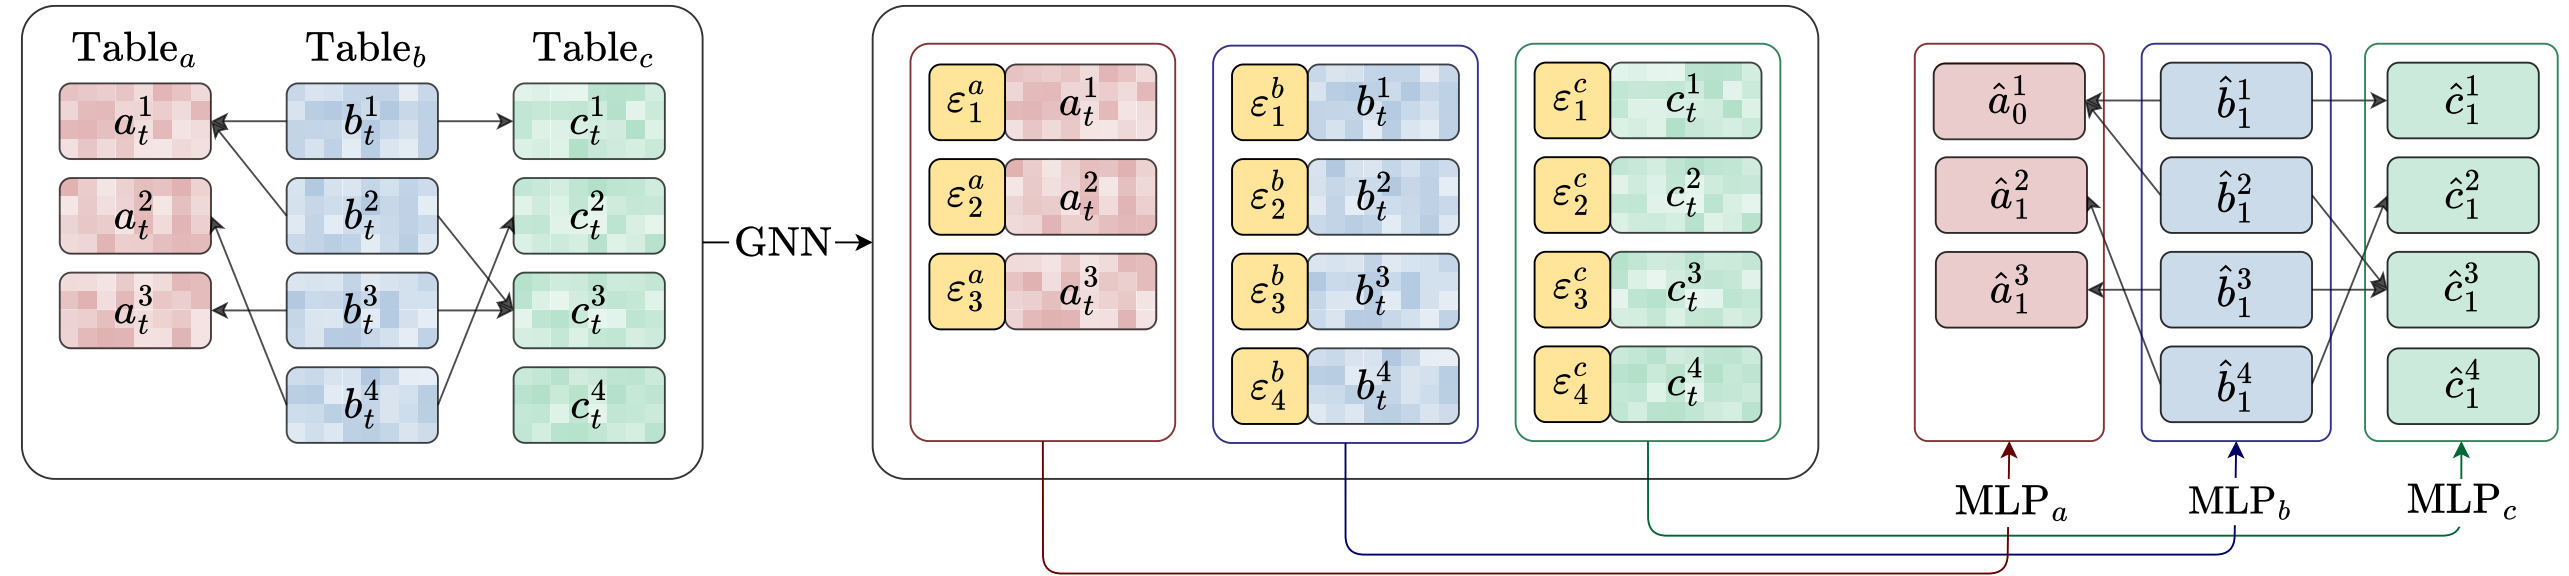 Table_a Table_b Table_c
a_t^1 b_t^1 c_t^1
a_t^2 b_t^2 c_t^2
a_t^3 b_t^3 c_t^3
b_t^4 c_t^4
GNN
ε_1^a a_t^1
ε_2^a a_t^2
ε_3^a a_t^3
ε_1^b b_t^1
ε_2^b b_t^2
ε_3^b b_t^3
ε_4^b b_t^4
ε_1^c c_t^1
ε_2^c c_t^2
ε_3^c c_t^3
ε_4^c c_t^4
â_0^1 b̂_1^1 ĉ_1^1
â_1^2 b̂_1^2 ĉ_1^2
â_1^3 b̂_1^3 ĉ_1^3
b̂_1^4 ĉ_1^4
MLP_a MLP_b MLP_c